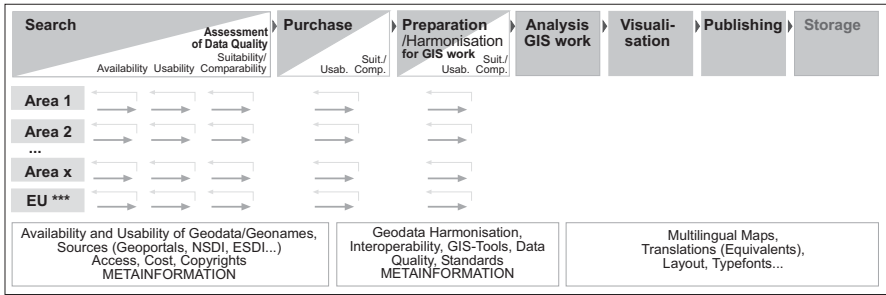 Search
Assessment
of Data Quality
Suitability/
Availability Usability Comparability
Purchase
Suit./
Usab. Comp.
Preparation
/Harmonisation
for GIS work
Suit./
Usab. Comp.
Analysis
GIS work
Visuali-
sation
Publishing
Storage
Area 1
Area 2
...
Area x
EU ***
Availability and Usability of Geodata/Geonames,
Sources (Geoportals, NSDI, ESDI...)
Access, Cost, Copyrights
METAINFORMATION
Geodata Harmonisation,
Interoperability, GIS-Tools, Data
Quality, Standards
METAINFORMATION
Multilingual Maps,
Translations (Equivalents),
Layout, Typefonts...